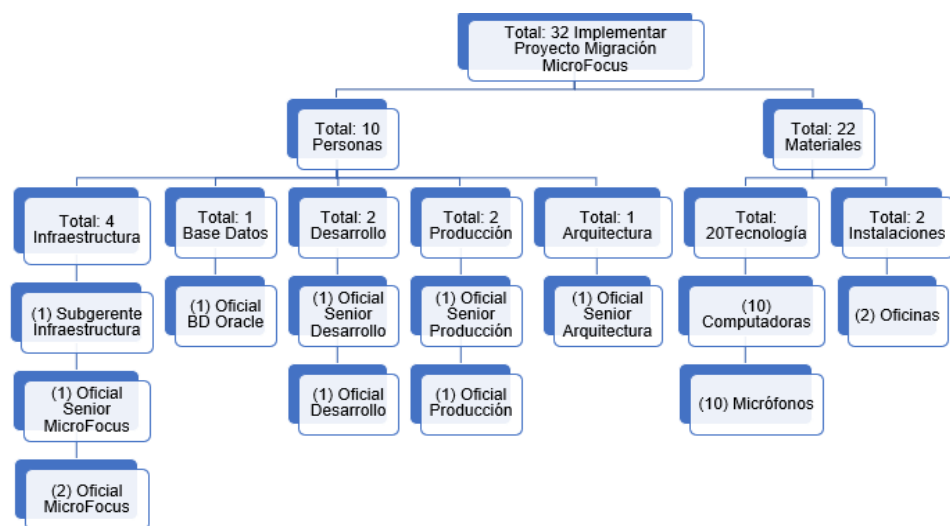 Total: 32 Implementar
Proyecto Migración
MicroFocus
Total: 10
Personas
Total: 22
Materiales
Total: 4
Infraestructura
Total: 1
Base Datos
Total: 2
Desarrollo
Total: 2
Producción
Total: 1
Arquitectura
Total:
20Tecnología
Total: 2
Instalaciones
(1) Subgerente
Infraestructura
(1) Oficial
BD Oracle
(1) Oficial
Senior
Desarrollo
(1) Oficial
Senior
Producción
(1) Oficial
Senior
Arquitectura
(10)
Computadoras
(2) Oficinas
(1) Oficial
Senior
MicroFocus
(1) Oficial
Desarrollo
(1) Oficial
Producción
(10) Micrófonos
(2) Oficial
MicroFocus